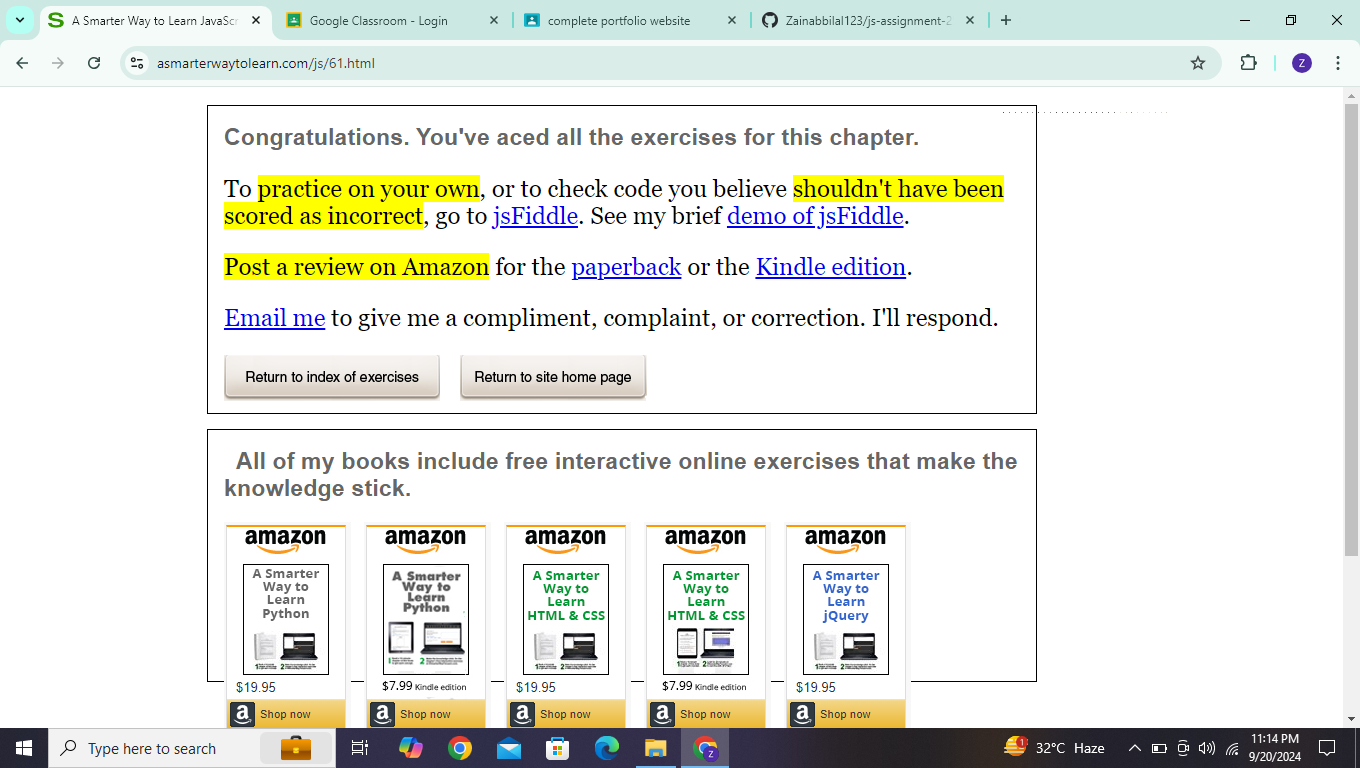 A Smarter Way to Learn JavaScr
Google Classroom - Login
complete portfolio website
Zainabbilal123/js-assignment-2
asmarterwaytolearn.com/js/61.html
Z
Congratulations. You've aced all the exercises for this chapter.
To practice on your own, or to check code you believe shouldn't have been
scored as incorrect, go to jsFiddle. See my brief demo of jsFiddle.
Post a review on Amazon for the paperback or the Kindle edition.
Email me to give me a compliment, complaint, or correction. I'll respond.
Return to index of exercises
Return to site home page
All of my books include free interactive online exercises that make the
knowledge stick.
amazon
A Smarter
Way to
Learn
Python
$19.95
Shop now
amazon
A Smarter
Way to
Learn
Python
$7.99 Kindle edition
Shop now
amazon
A Smarter
Way to
Learn
HTML & CSS
$19.95
Shop now
amazon
A Smarter
Way to
Learn
HTML & CSS
$7.99 Kindle edition
Shop now
amazon
A Smarter
Way to
Learn
jQuery
$19.95
Shop now
Type here to search
32°C Haze
11:14 PM
9/20/2024